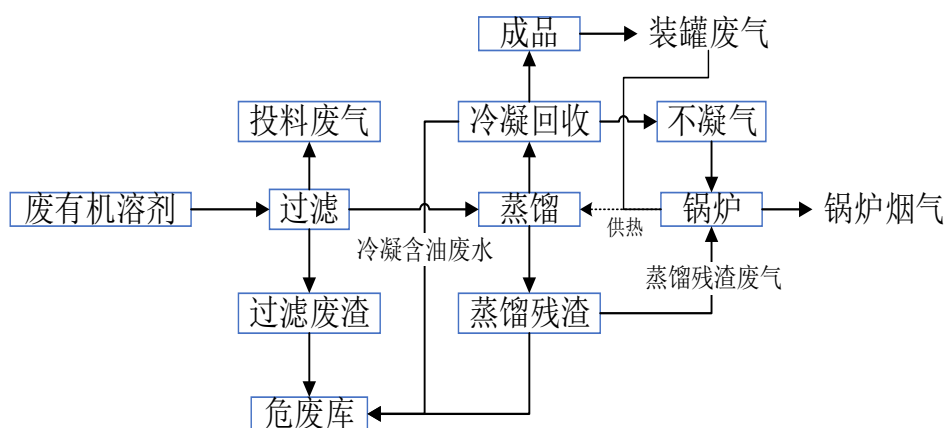 成品
装罐废气
投料废气
冷凝回收
不凝气
废有机溶剂
过滤
蒸馏
锅炉
锅炉烟气
供热
冷凝含油废水
蒸馏残渣废气
过滤废渣
蒸馏残渣
危废库